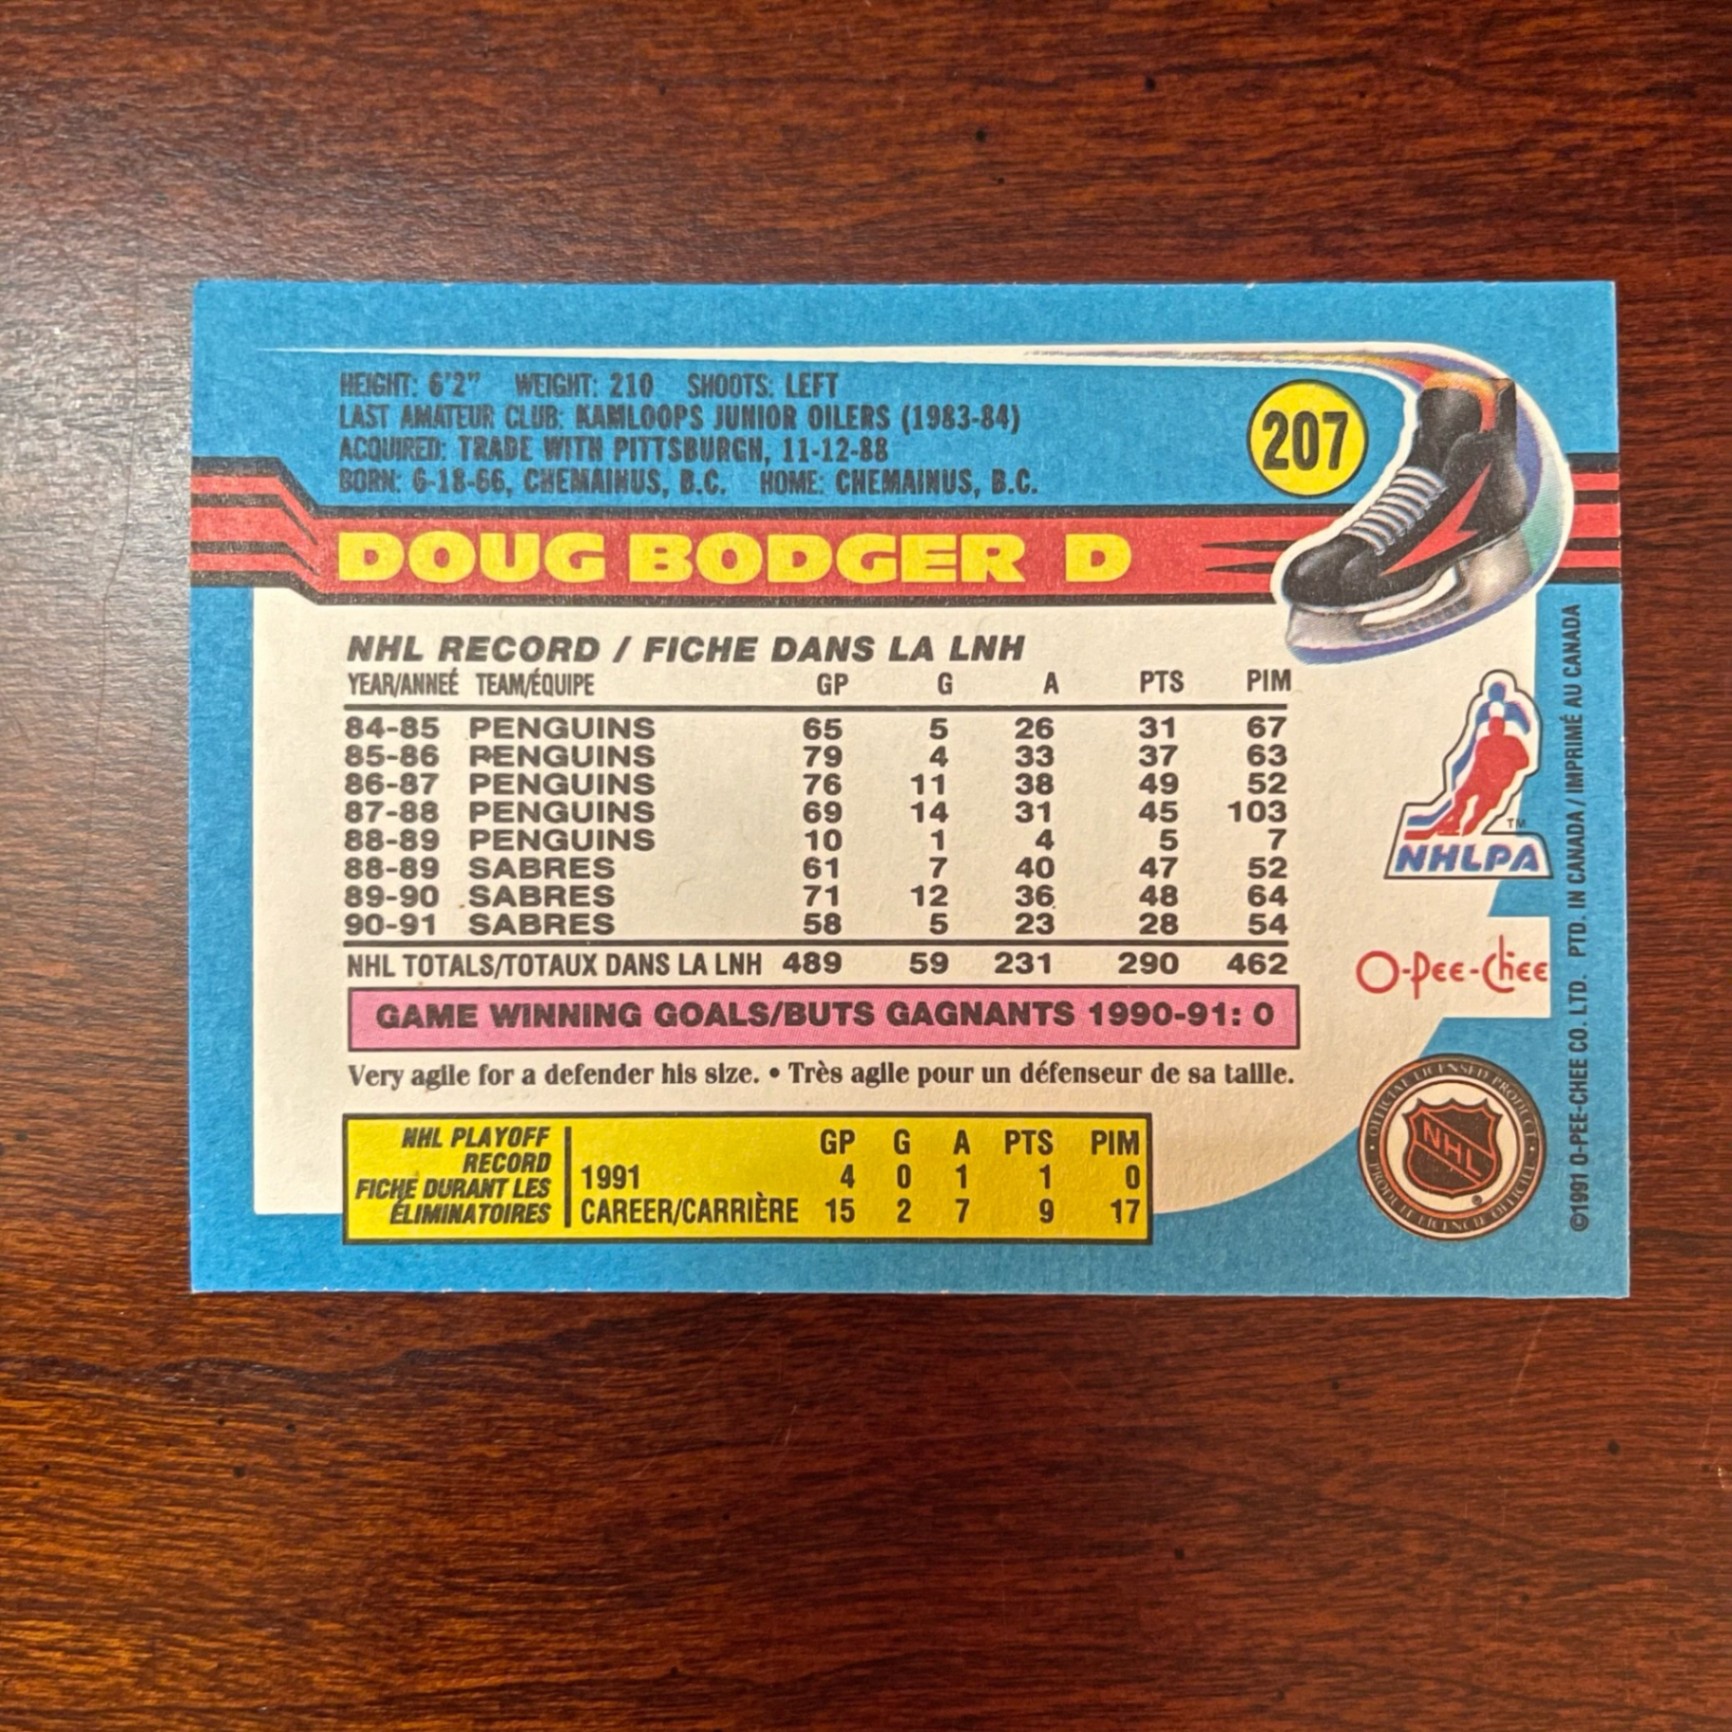 HEIGHT: 6'2" WEIGHT: 210 SHOOTS: LEFT
LAST AMATEUR CLUB: KAMLOOPS JUNIOR OILERS (1983-84)
ACQUIRED: TRADE WITH PITTSBURGH, 11-12-88
BORN: 6-18-66, CHEMAINUS, B.C. HOME: CHEMAINUS, B.C.
207
DOUG BODGER D
NHL RECORD / FICHE DANS LA LNH
YEAR/ANNEÉ TEAM/ÉQUIPE GP G A PTS PIM
84-85 PENGUINS 65 5 26 31 67
85-86 PENGUINS 79 4 33 37 63
86-87 PENGUINS 76 11 38 49 52
87-88 PENGUINS 69 14 31 45 103
88-89 PENGUINS 10 1 4 5 7
88-89 SABRES 61 7 40 47 52
89-90 SABRES 71 12 36 48 64
90-91 SABRES 58 5 23 28 54
NHL TOTALS/TOTAUX DANS LA LNH 489 59 231 290 462
GAME WINNING GOALS/BUTS GAGNANTS 1990-91: 0
Very agile for a defender his size. • Très agile pour un défenseur de sa taille.
NHL PLAYOFF
RECORD
FICHE DURANT LES
ÉLIMINATOIRES
GP G A PTS PIM
1991 4 0 1 1 0
CAREER/CARRIÈRE 15 2 7 9 17
TM
NHLPA
O-Pee-Chee
OFFICIAL LICENSED PRODUCT
NHL
®
PRODUIT LICENCIÉ OFFICIEL
©1991 O-PEE-CHEE CO. LTD. PTD. IN CANADA / IMPRIMÉ AU CANADA